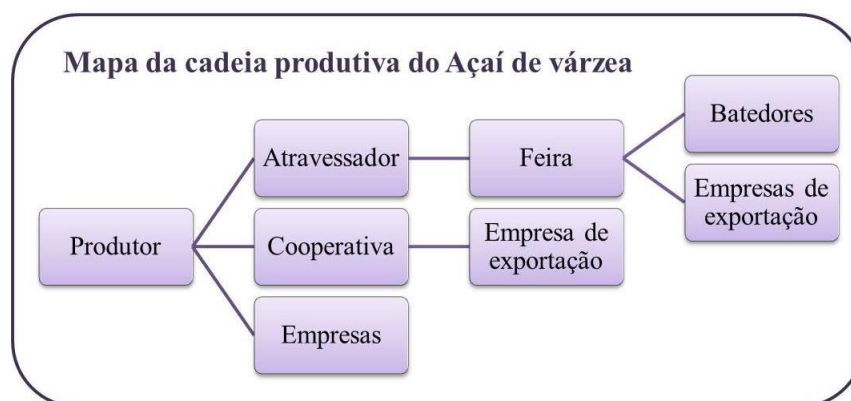 Mapa da cadeia produtiva do Açaí de várzea
Produtor
Atravessador
Cooperativa
Empresas
Feira
Empresa de
exportação
Batedores
Empresas de
exportação